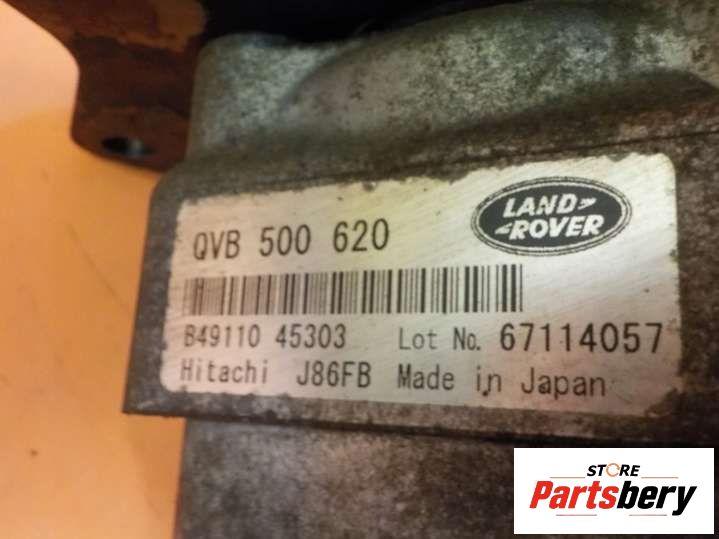 LAND
ROVER
QVB 500 620
B49110 45303 Lot No. 67114057
Hitachi J86FB Made in Japan
STORE
Partsbery